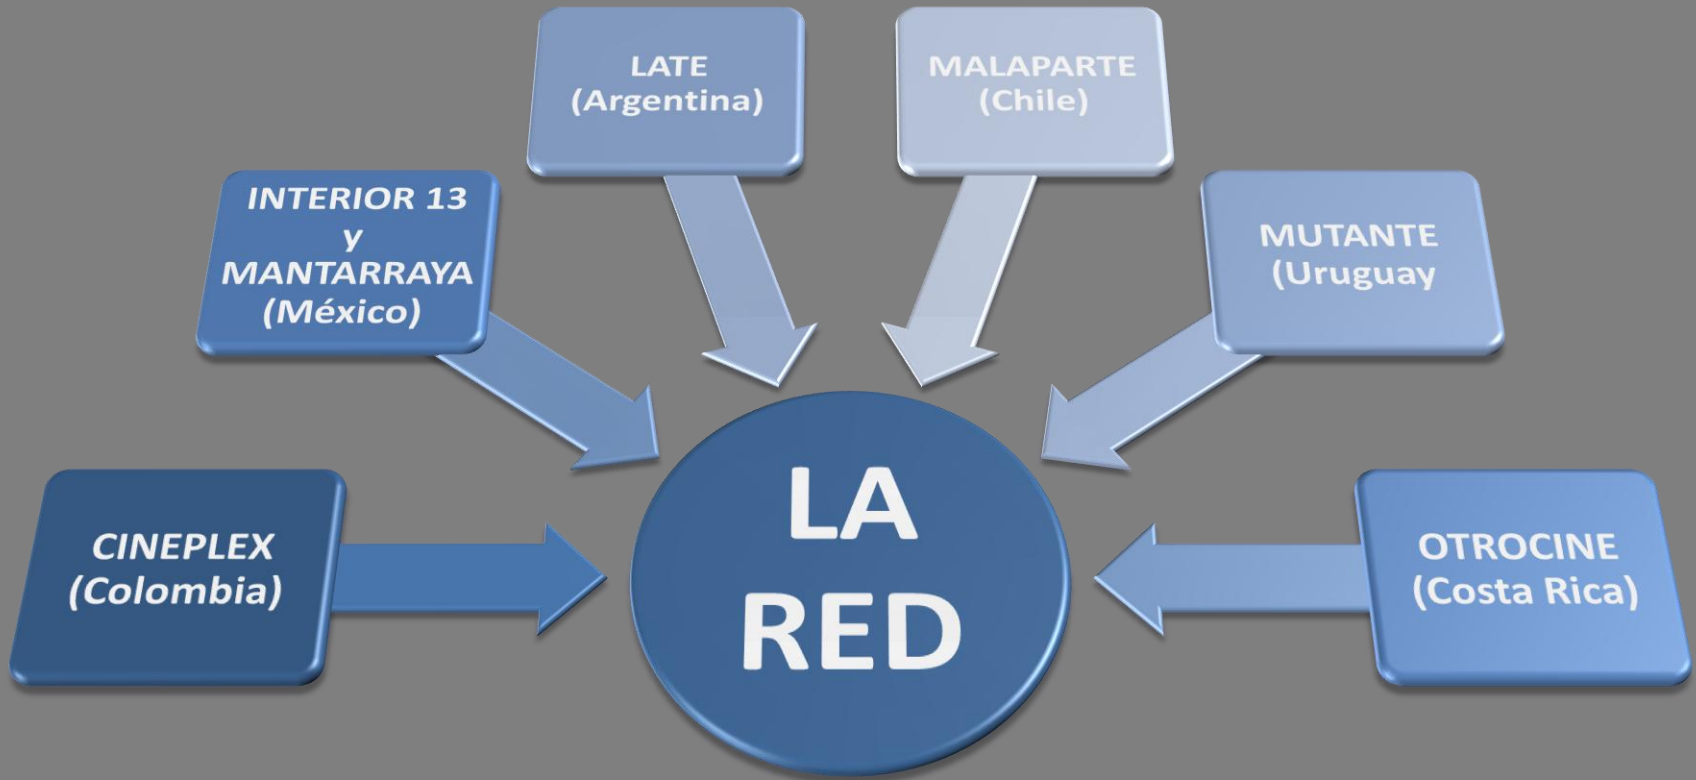 LATE
(Argentina)
MALAPARTE
(Chile)
INTERIOR 13
y
MANTARRAYA
(México)
MUTANTE
(Uruguay
CINEPLEX
(Colombia)
LA
RED
OTROCINE
(Costa Rica)